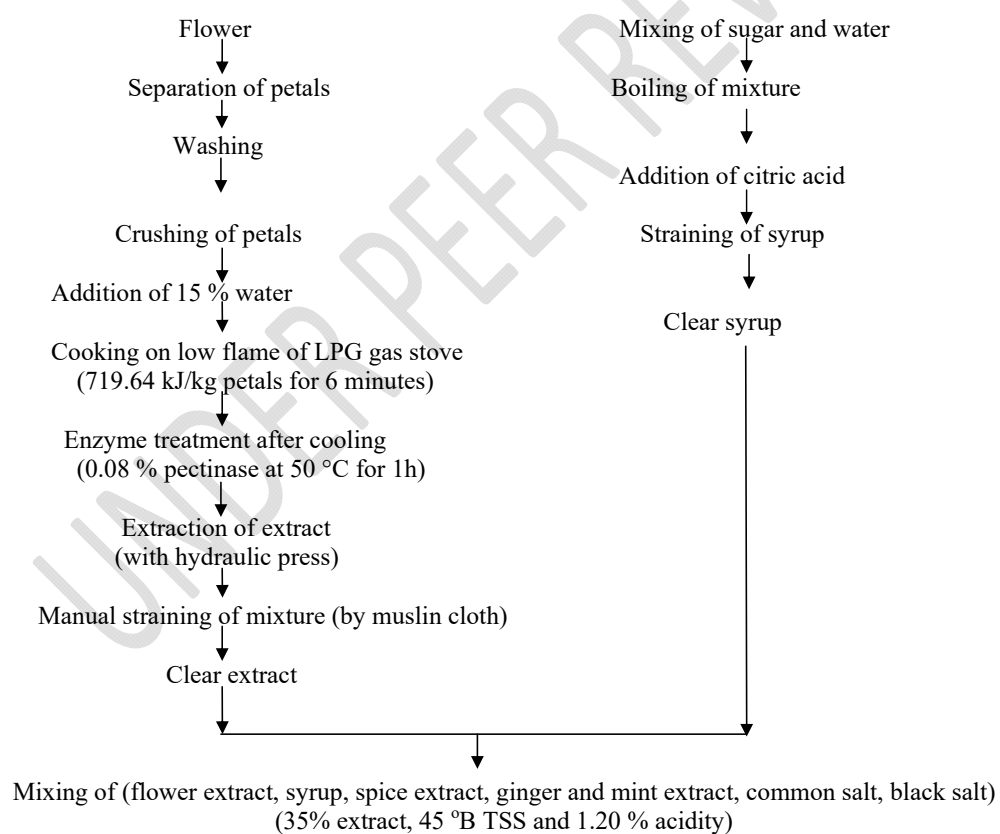 Flower
Separation of petals
Washing
Crushing of petals
Addition of 15 % water
Cooking on low flame of LPG gas stove
(719.64 kJ/kg petals for 6 minutes)
Enzyme treatment after cooling
(0.08 % pectinase at 50 °C for 1h)
Extraction of extract
(with hydraulic press)
Manual straining of mixture (by muslin cloth)
Clear extract
Mixing of sugar and water
Boiling of mixture
Addition of citric acid
Straining of syrup
Clear syrup
Mixing of (flower extract, syrup, spice extract, ginger and mint extract, common salt, black salt)
(35% extract, 45 °B TSS and 1.20 % acidity)
UNDER PEER RE